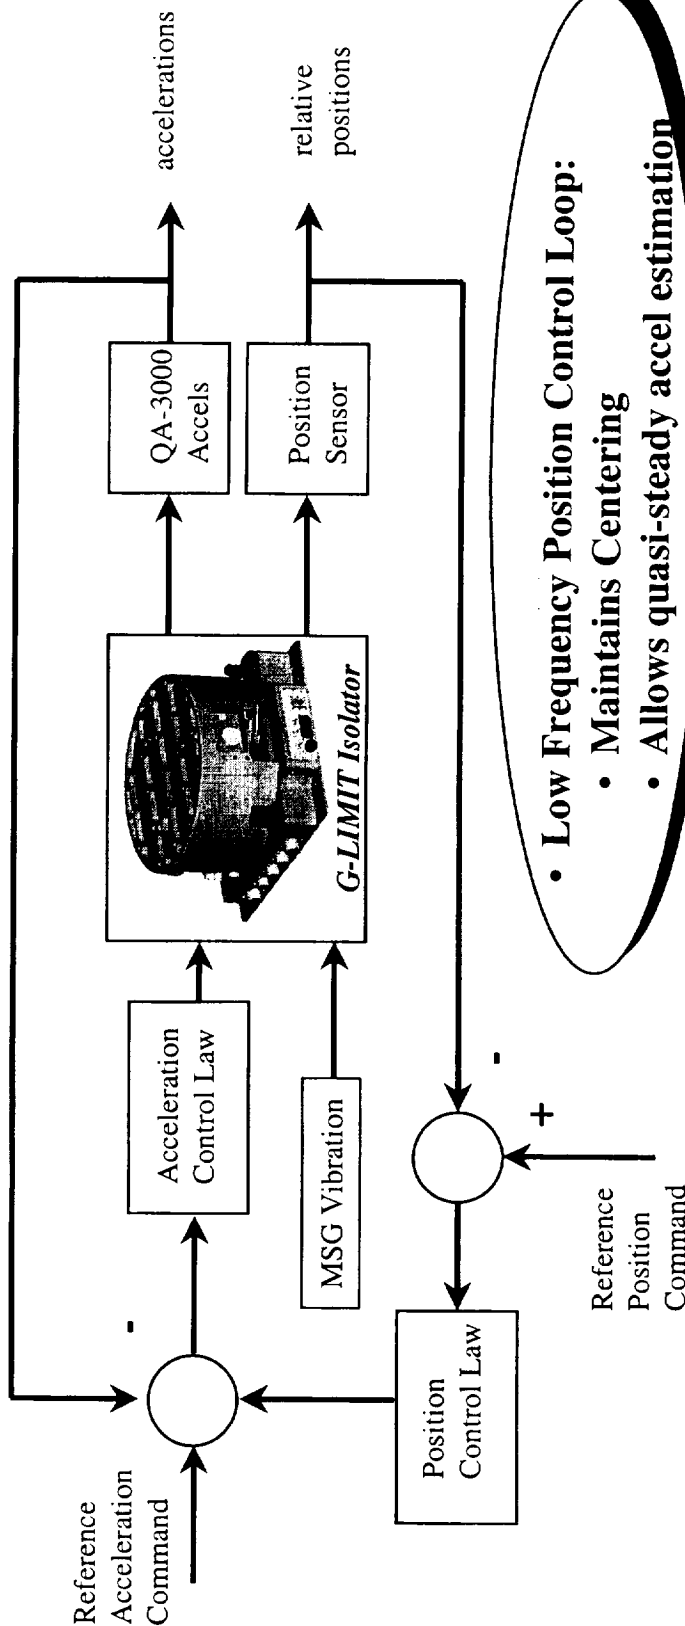 Reference
Acceleration
Command
-
Acceleration
Control Law
MSG Vibration
G-LIMIT Isolator
QA-3000
Accels
Position
Sensor
accelerations
relative
positions
Position
Control Law
-
+
Reference
Position
Command
• Low Frequency Position Control Loop:
• Maintains Centering
• Allows quasi-steady accel estimation